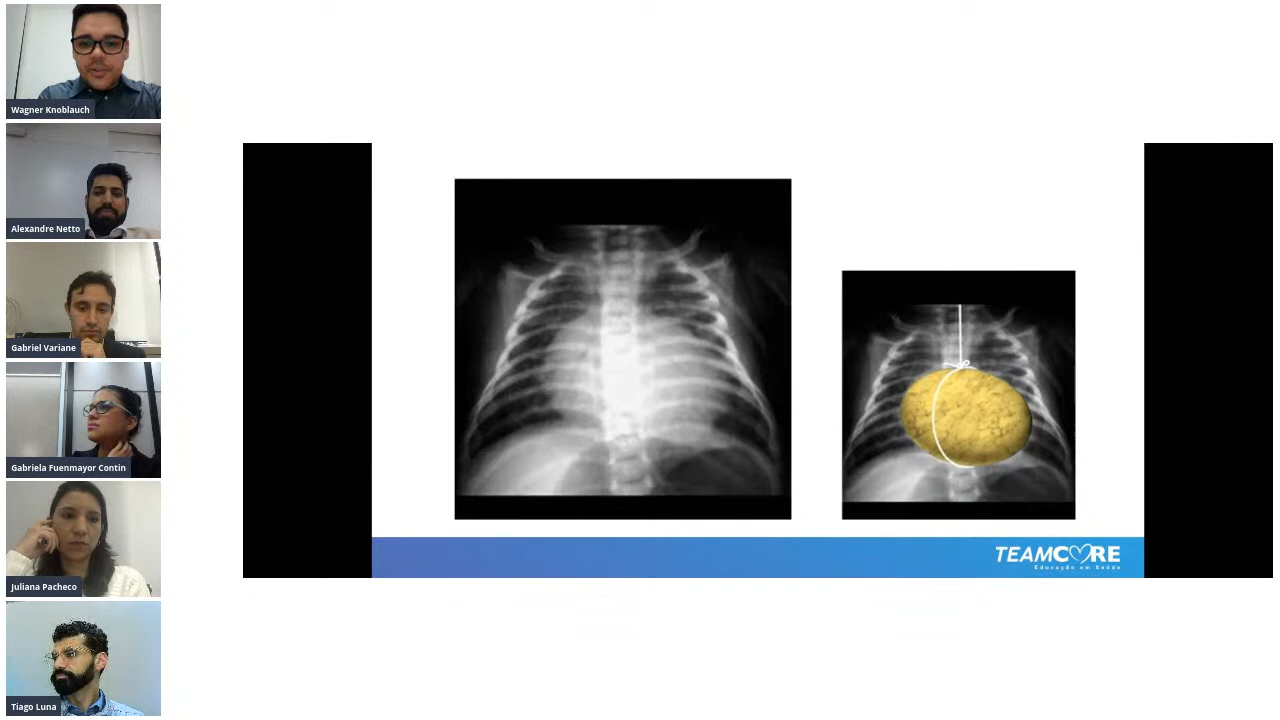 Wagner Knoblauch
Alexandre Netto
Gabriel Variane
Gabriela Fuenmayor Contin
Juliana Pacheco
Tiago Luna
TEAMCORE
Educação em Saúde